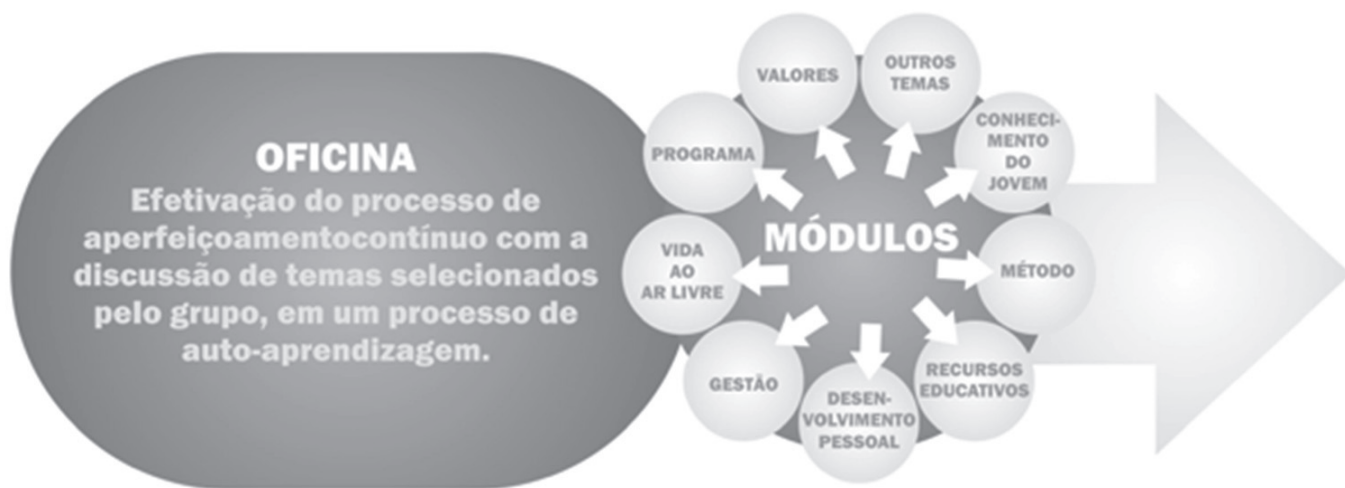 OFICINA
Efetivação do processo de
aperfeiçoamentocontínuo com a
discussão de temas selecionados
pelo grupo, em um processo de
auto-aprendizagem.
MÓDULOS
VALORES
OUTROS
TEMAS
CONHECI-
MENTO
DO
JOVEM
MÉTODO
RECURSOS
EDUCATIVOS
DESEN-
VOLVIMENTO
PESSOAL
GESTÃO
VIDA
AO
AR LIVRE
PROGRAMA